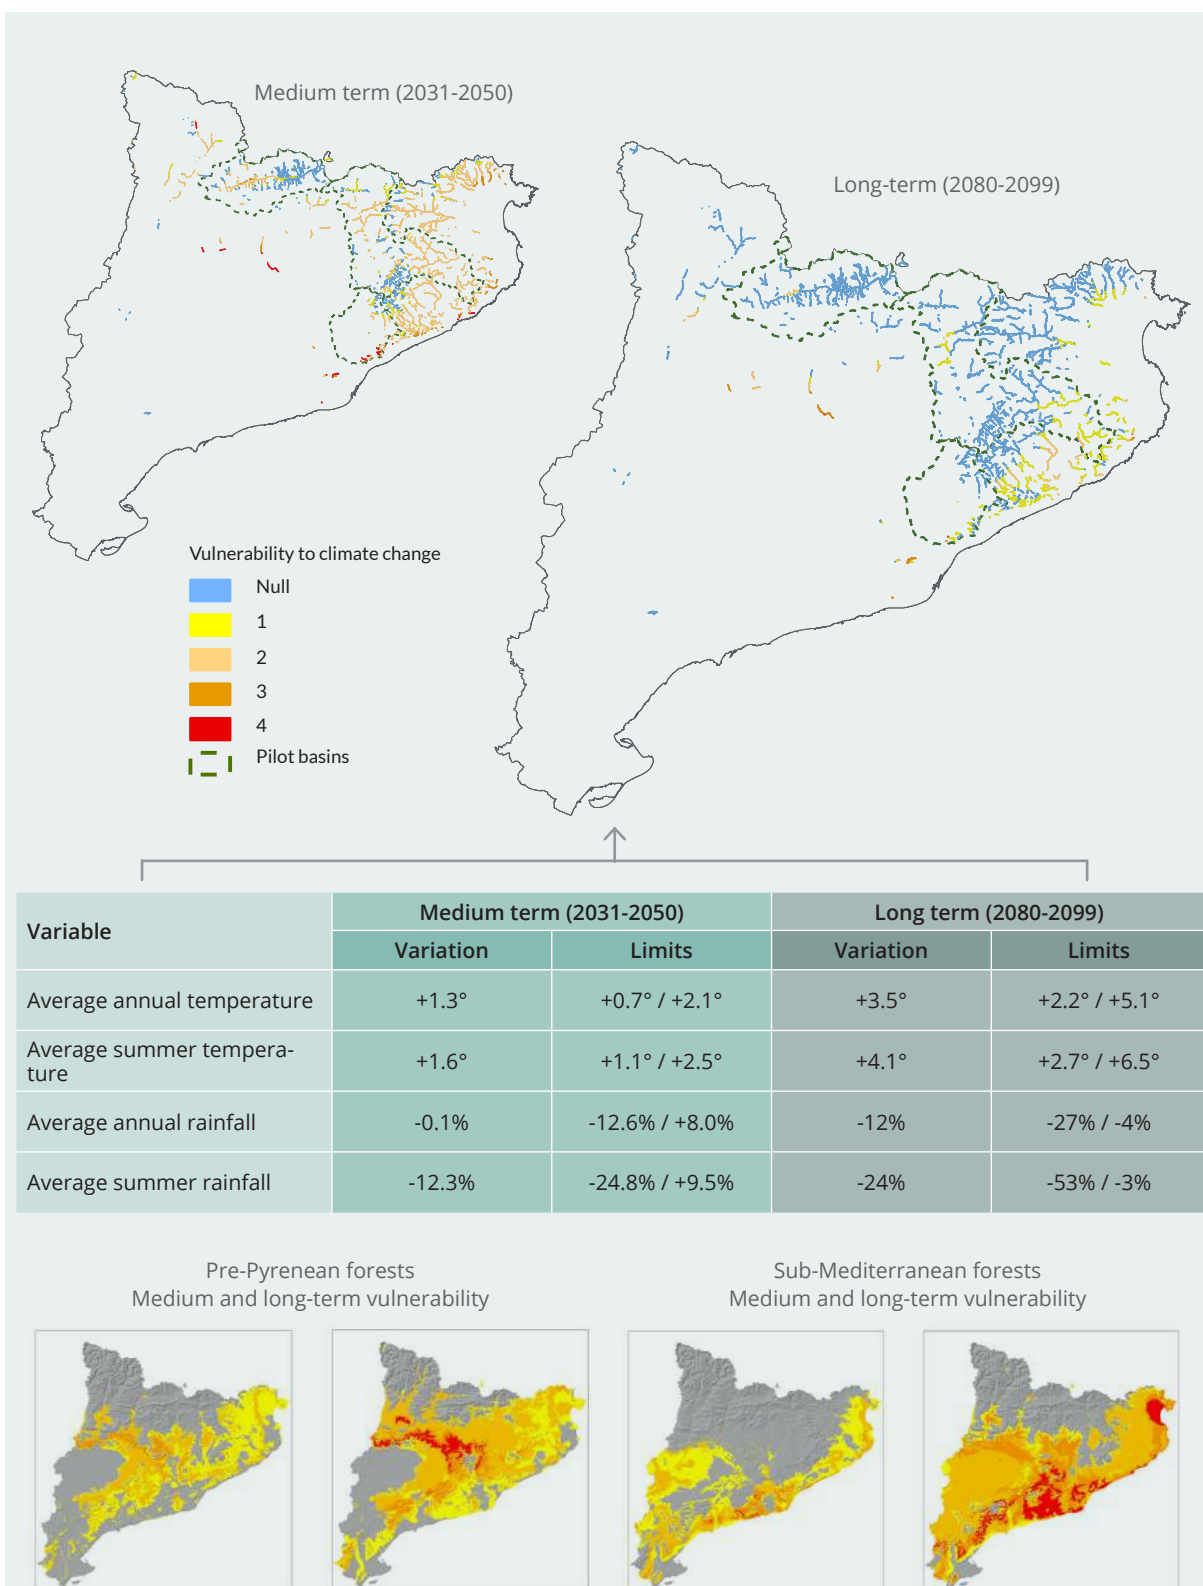 Medium term (2031-2050)
Long-term (2080-2099)
Vulnerability to climate change
Null
1
2
3
4
Pilot basins
Variable
Medium term (2031-2050)
Long term (2080-2099)
Variation
Limits
Variation
Limits
Average annual temperature
+1.3°
+0.7° / +2.1°
+3.5°
+2.2° / +5.1°
Average summer tempera-
ture
+1.6°
+1.1° / +2.5°
+4.1°
+2.7° / +6.5°
Average annual rainfall
-0.1%
-12.6% / +8.0%
-12%
-27% / -4%
Average summer rainfall
-12.3%
-24.8% / +9.5%
-24%
-53% / -3%
Pre-Pyrenean forests
Medium and long-term vulnerability
Sub-Mediterranean forests
Medium and long-term vulnerability